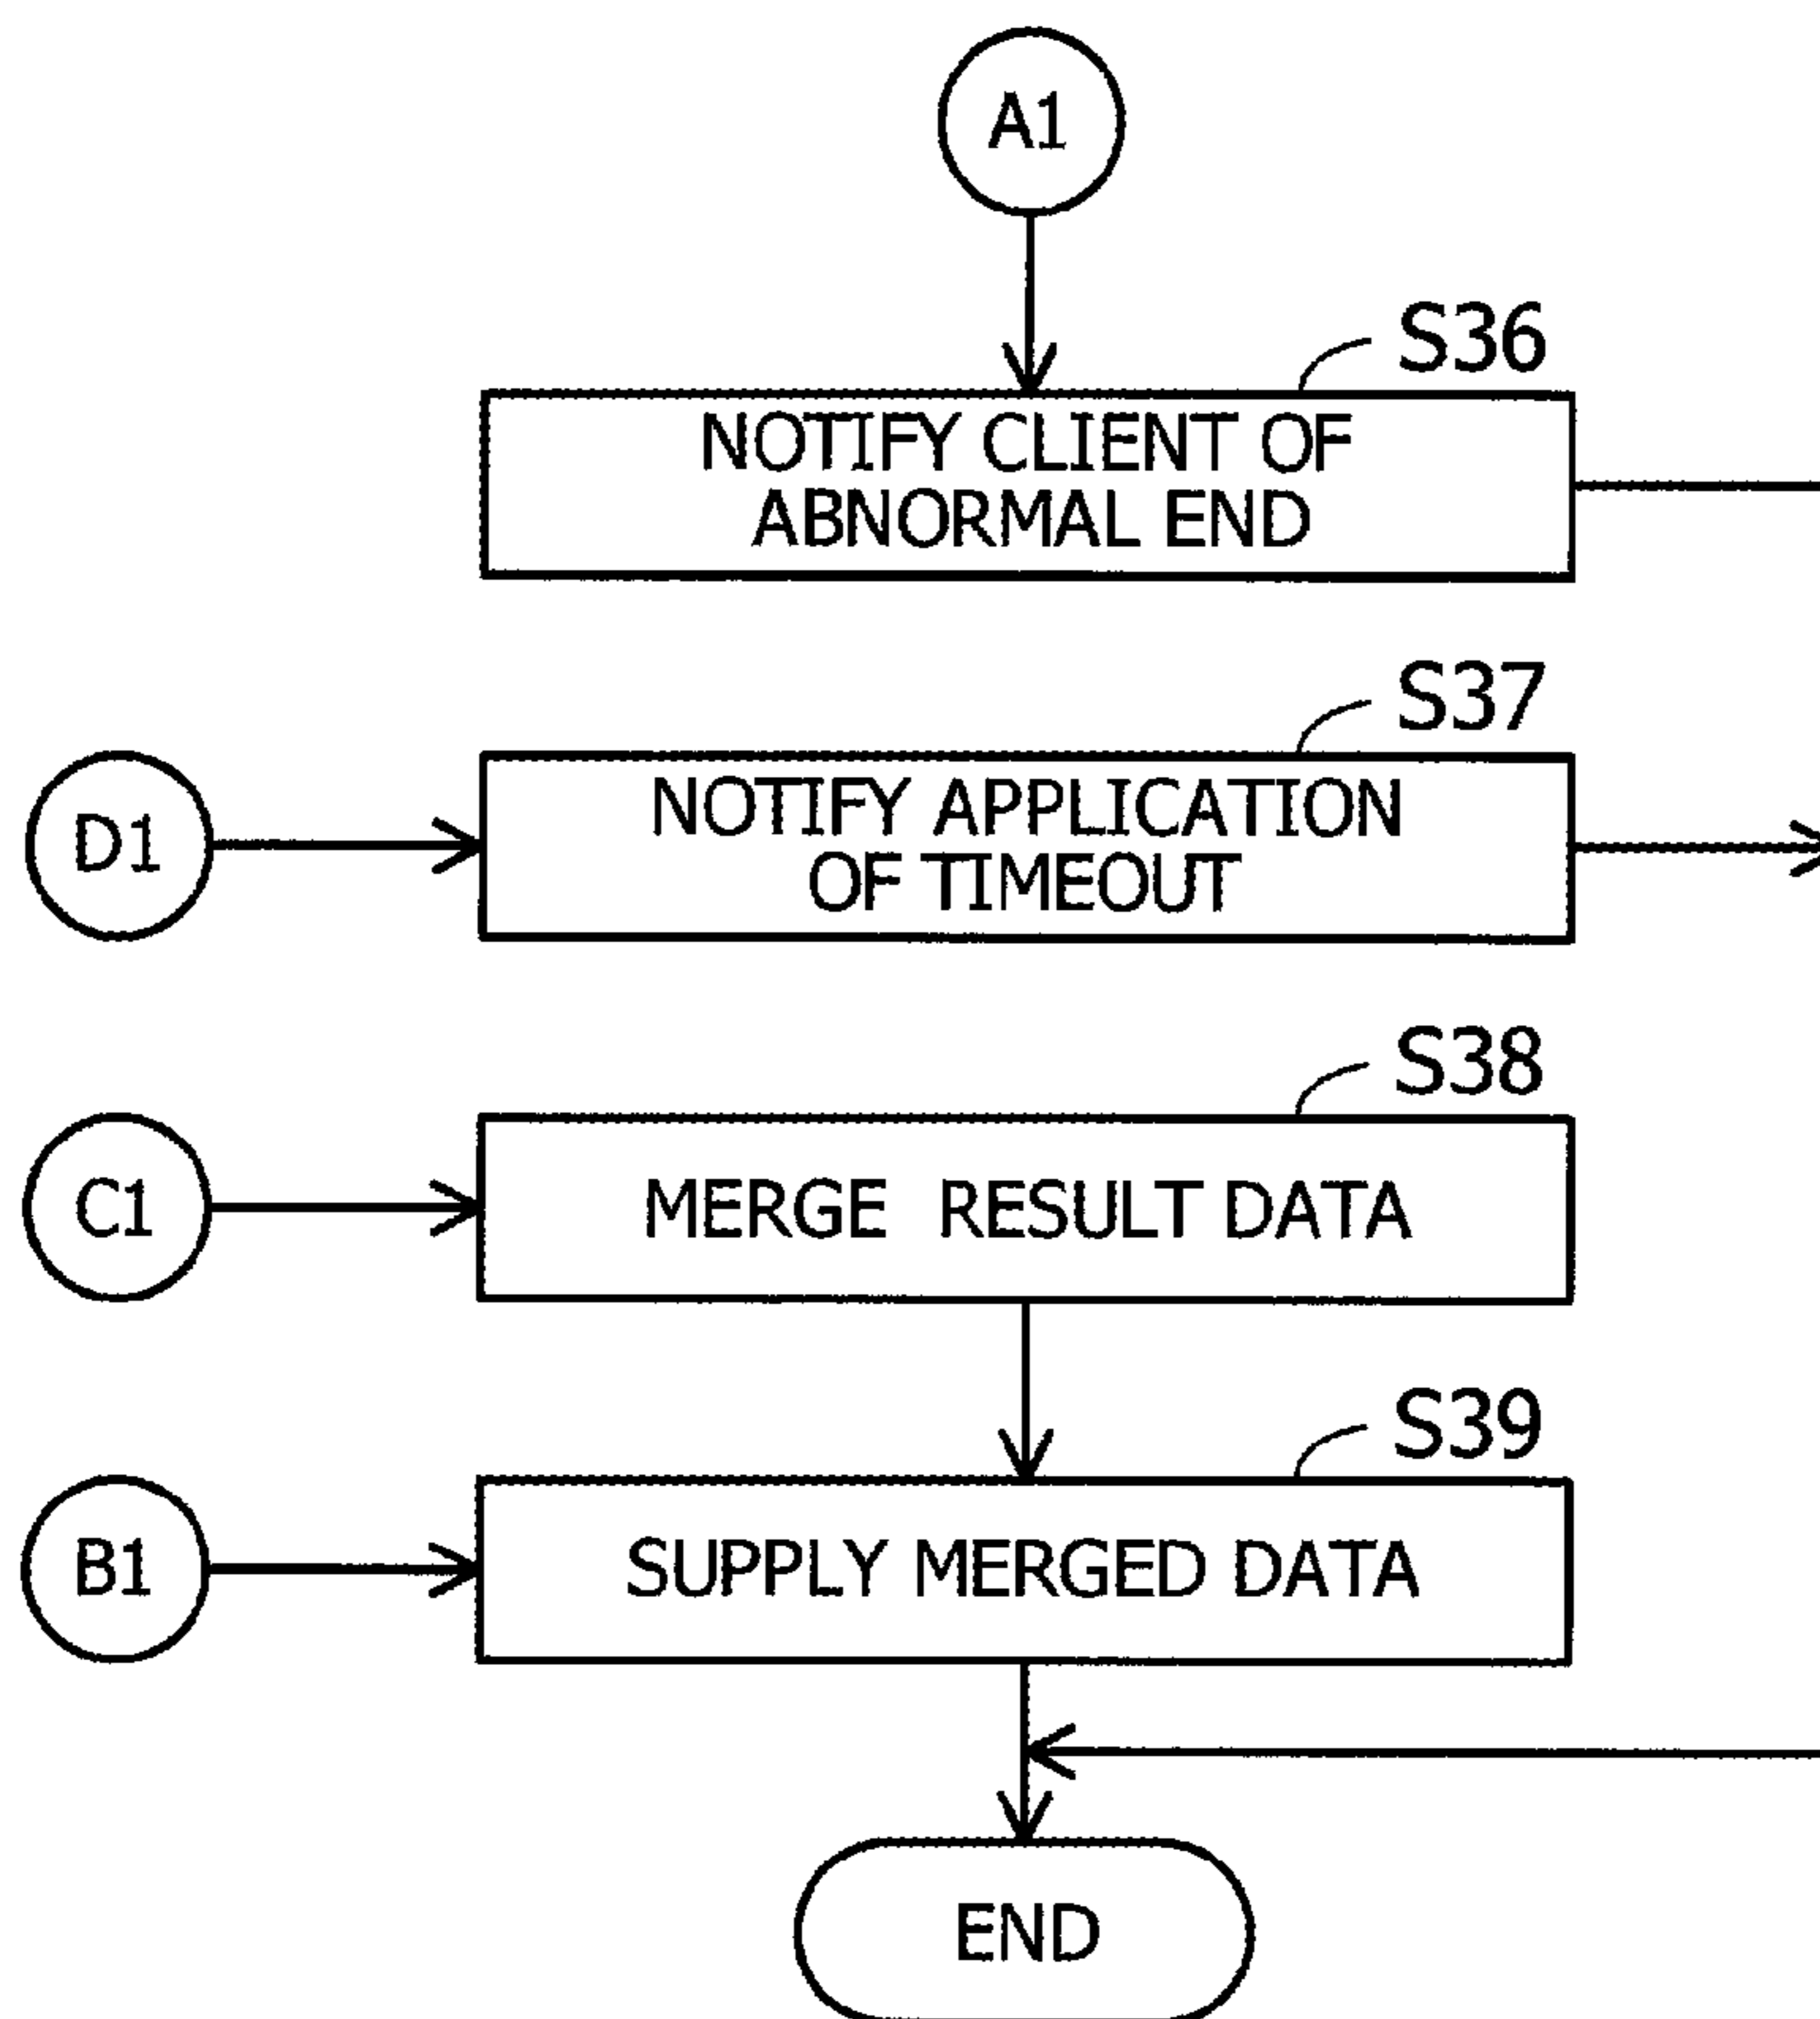 A1
S36
NOTIFY CLIENT OF
ABNORMAL END
S37
D1
NOTIFY APPLICATION
OF TIMEOUT
S38
C1
MERGE RESULT DATA
S39
B1
SUPPLY MERGED DATA
END